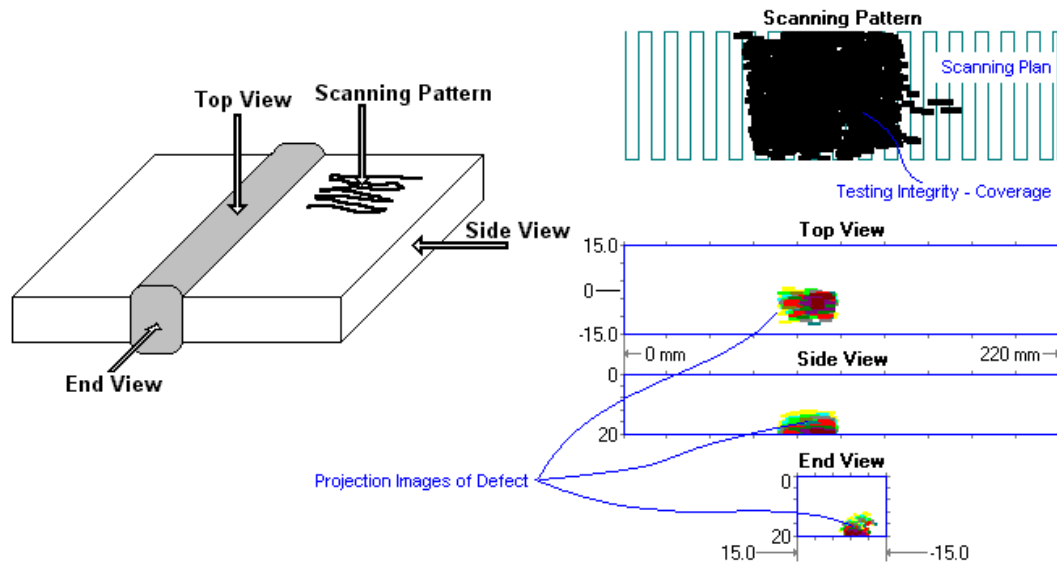 Top View
Scanning Pattern
Side View
End View
Scanning Pattern
Scanning Plan
Testing Integrity - Coverage
Top View
15.0
0
-15.0
0 mm
220 mm
Side View
0
20
End View
0
20
15.0
-15.0
Projection Images of Defect